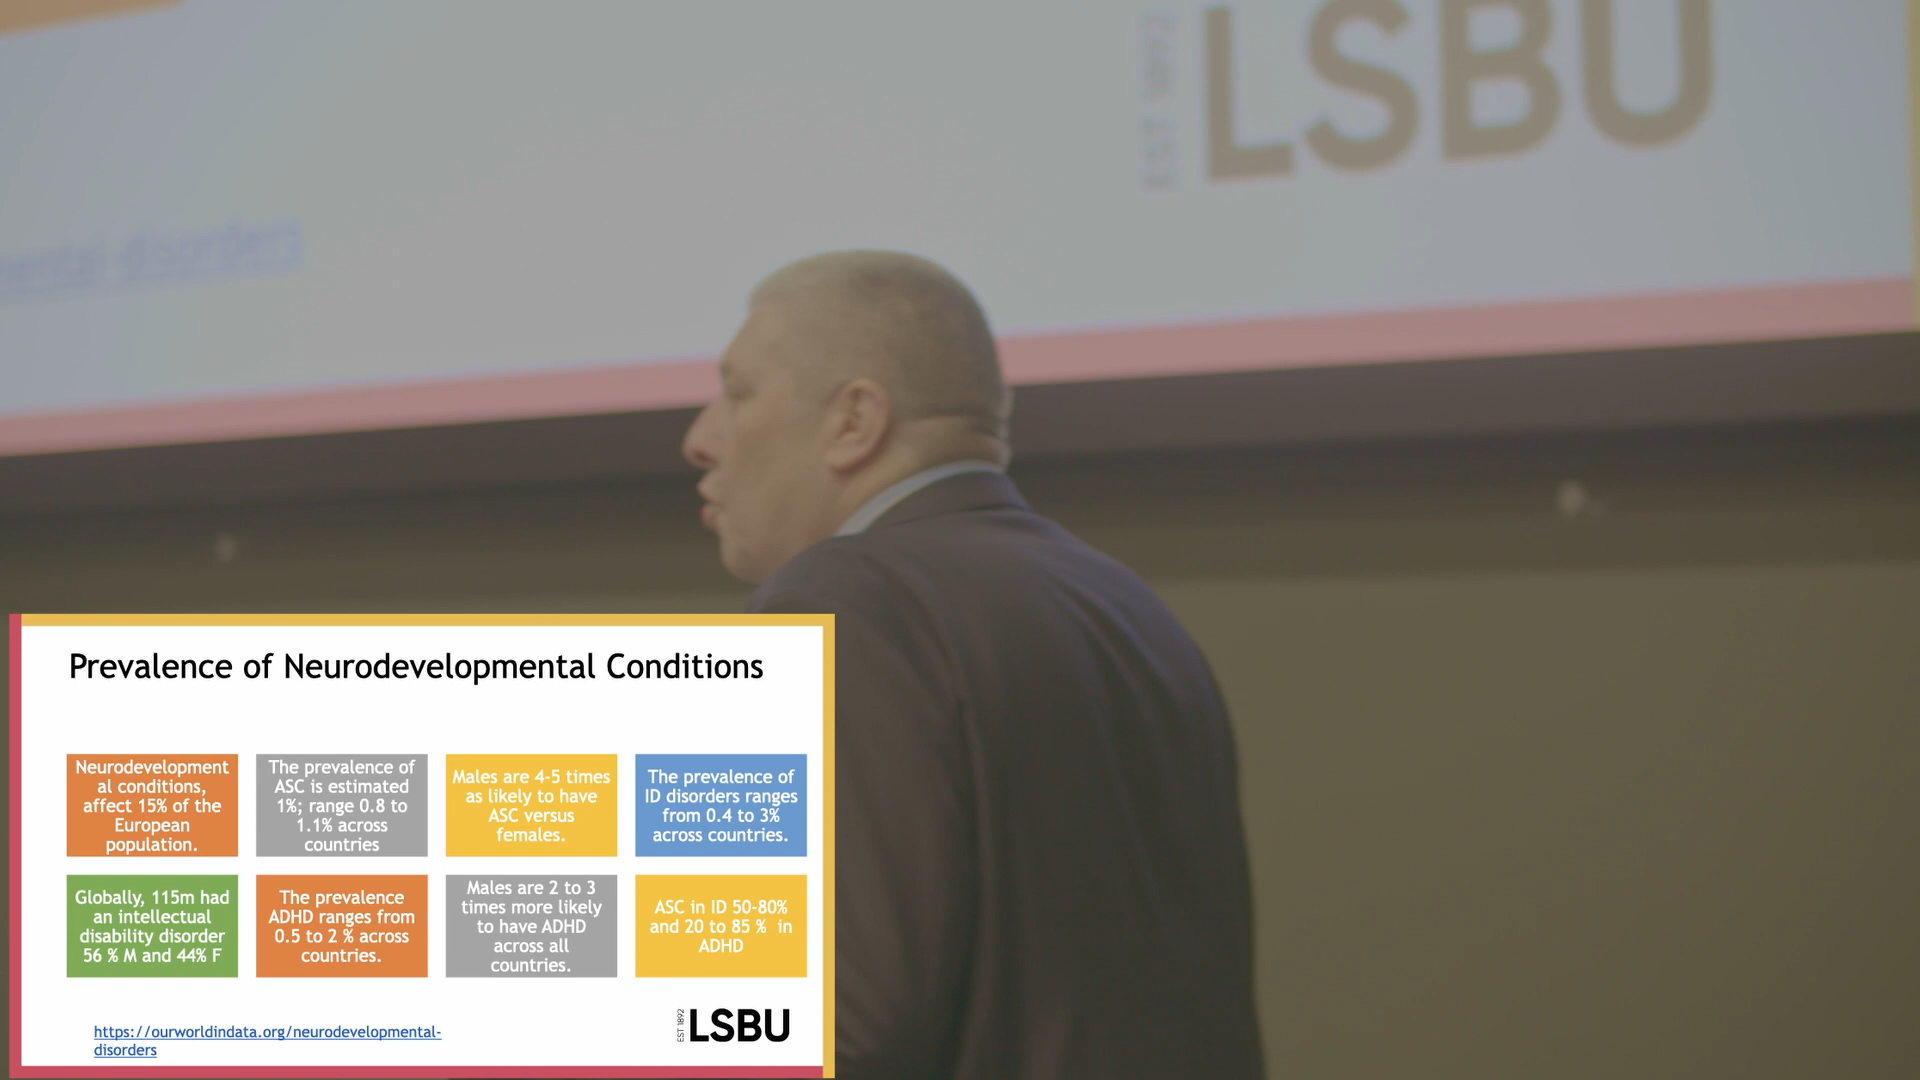 EST 1892
LSBU
mental-disorders
Prevalence of Neurodevelopmental Conditions
Neurodevelopment
al conditions,
affect 15% of the
European
population.
The prevalence of
ASC is estimated
1%; range 0.8 to
1.1% across
countries
Males are 4-5 times
as likely to have
ASC versus
females.
The prevalence of
ID disorders ranges
from 0.4 to 3%
across countries.
Globally, 115m had
an intellectual
disability disorder
56 % M and 44% F
The prevalence
ADHD ranges from
0.5 to 2 % across
countries.
Males are 2 to 3
times more likely
to have ADHD
across all
countries.
ASC in ID 50-80%
and 20 to 85 %  in
ADHD
https://ourworldindata.org/neurodevelopmental-
disorders
EST 1892
LSBU